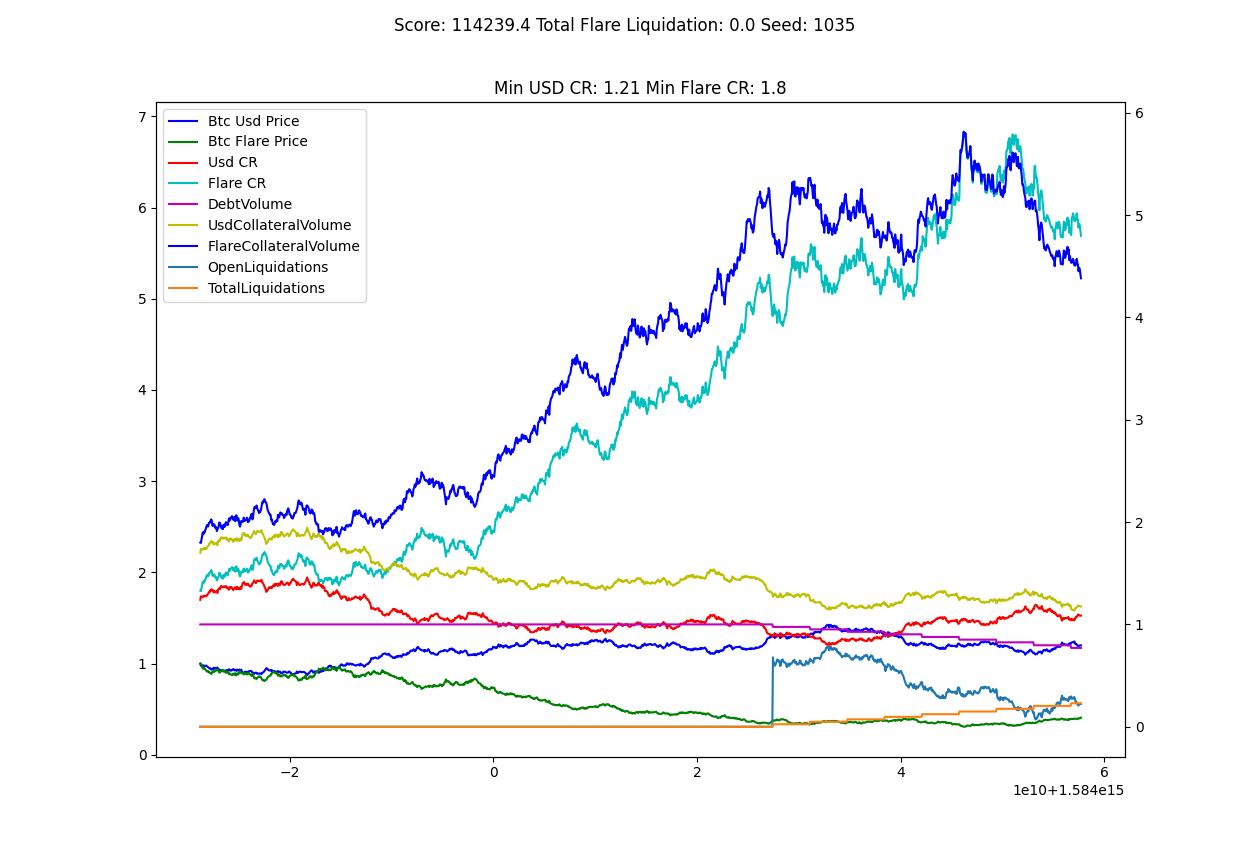 Score: 114239.4 Total Flare Liquidation: 0.0 Seed: 1035
Min USD CR: 1.21 Min Flare CR: 1.8
Btc Usd Price
Btc Flare Price
Usd CR
Flare CR
DebtVolume
UsdCollateralVolume
FlareCollateralVolume
OpenLiquidations
TotalLiquidations
7
6
5
4
3
2
1
0
6
5
4
3
2
1
0
−2
0
2
4
6
1e10+1.584e15